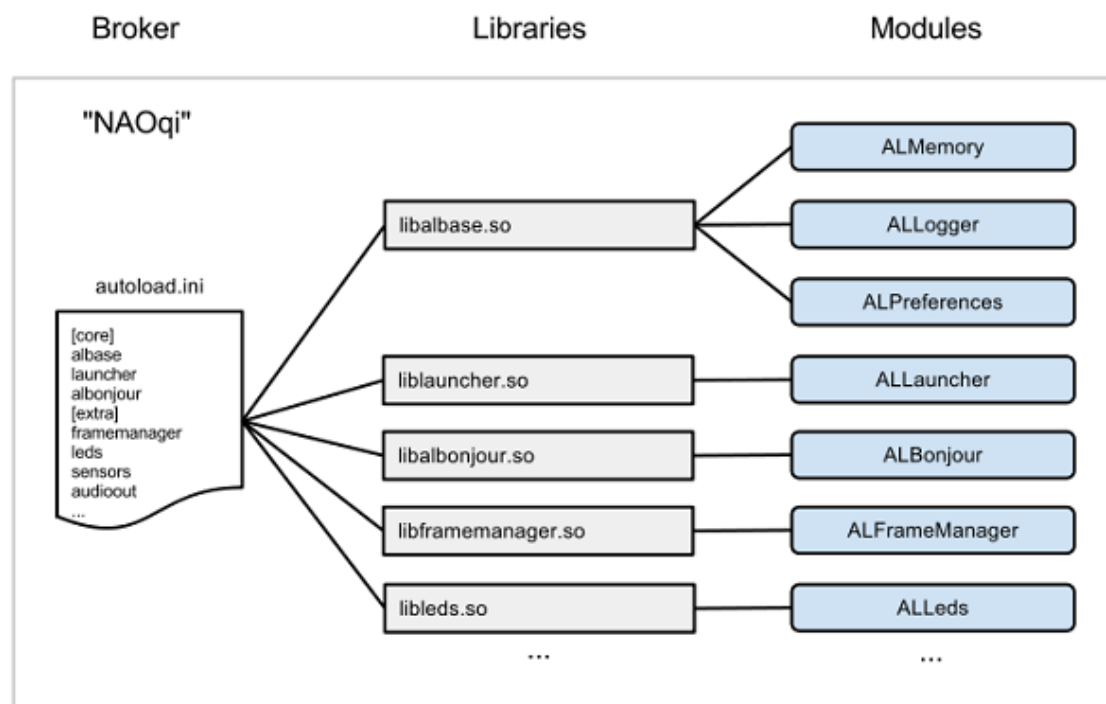 Broker
Libraries
Modules
"NAOqi"
ALMemory
libalbase.so
ALLogger
autoload.ini
ALPreferences
[core]
albase
launcher
albonjour
[extra]
framemanager
leds
sensors
audioout
...
liblauncher.so
ALLauncher
libalbonjour.so
ALBonjour
libframemanager.so
ALFrameManager
libleds.so
ALLeds
...
...